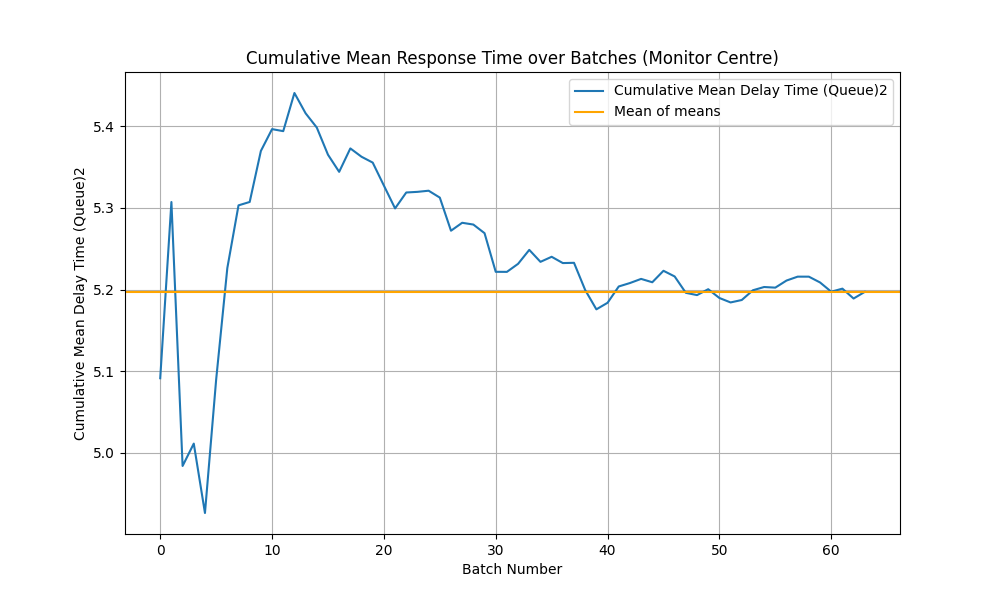 Cumulative Mean Response Time over Batches (Monitor Centre)
Cumulative Mean Delay Time (Queue)2
Mean of means
Cumulative Mean Delay Time (Queue)2
5.4
5.3
5.2
5.1
5.0
0 10 20 30 40 50 60
Batch Number